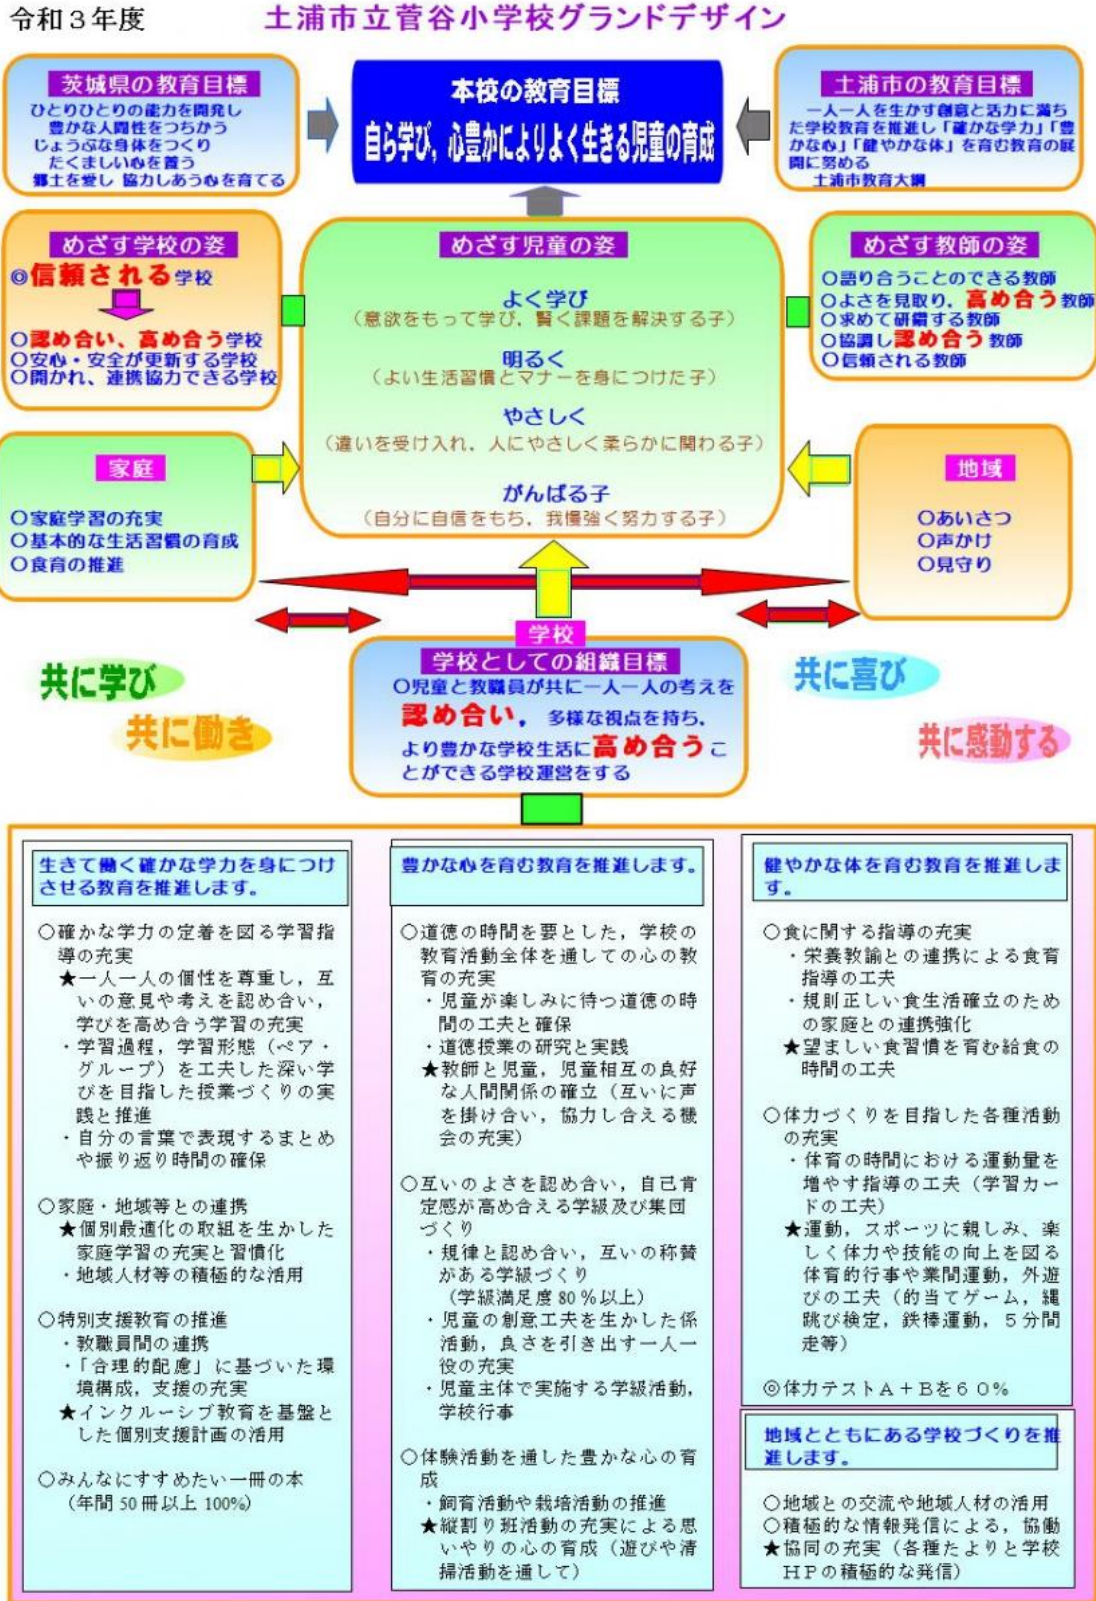 令和３年度
土浦市立菅谷小学校グランドデザイン
茨城県の教育目標
ひとりひとりの能力を開発し
豊かな人間性をつちかう
じょうぶな身体をつくり
たくましい心を養う
郷土を愛し 協力しあう心を育てる
本校の教育目標
自ら学び，心豊かによりよく生きる児童の育成
土浦市の教育目標
一人一人を生かす創意と活力に満ち
た学校教育を推進し「確かな学力」「豊
かな心」「健やかな体」を育む教育の展
開に努める
土浦市教育大綱
めざす学校の姿
◎信頼される学校
○認め合い、高め合う学校
○安心・安全が更新する学校
○開かれ、連携協力できる学校
めざす児童の姿
よく学び
（意欲をもって学び，賢く課題を解決する子）
明るく
（よい生活習慣とマナーを身につけた子）
やさしく
（違いを受け入れ，人にやさしく柔らかに関わる子）
がんばる子
（自分に自信をもち，我慢強く努力する子）
めざす教師の姿
○語り合うことのできる教師
○よさを見取り，高め合う教師
○求めて研鑽する教師
○協調し認め合う教師
○信頼される教師
家庭
○家庭学習の充実
○基本的な生活習慣の育成
○食育の推進
地域
○あいさつ
○声かけ
○見守り
学校
学校としての組織目標
○児童と教職員が共に一人一人の考えを
認め合い，多様な視点を持ち，
より豊かな学校生活に高め合うこ
とができる学校運営をする
共に学び
共に働き
共に喜び
共に感動する
生きて働く確かな学力を身につけ
させる教育を推進します。
○確かな学力の定着を図る学習指
導の充実
★一人一人の個性を尊重し，互
いの意見や考えを認め合い，
学びを高め合う学習の充実
・学習過程，学習形態（ペア・
グループ）を工夫した深い学
びを目指した授業づくりの実
践と推進
・自分の言葉で表現するまとめ
や振り返り時間の確保
○家庭・地域等との連携
★個別最適化の取組を生かした
家庭学習の充実と習慣化
・地域人材等の積極的な活用
○特別支援教育の推進
・教職員間の連携
・「合理的配慮」に基づいた環
境構成，支援の充実
★インクルーシブ教育を基盤と
した個別支援計画の活用
○みんなにすすめたい一冊の本
（年間 50 冊以上 100%）
豊かな心を育む教育を推進します。
○道徳の時間を要とした，学校の
教育活動全体を通しての心の教
育の充実
・児童が楽しみに待つ道徳の時
間の工夫と確保
・道徳授業の研究と実践
★教師と児童，児童相互の良好
な人間関係の確立（互いに声
を掛け合い，協力し合える機
会の充実）
○互いのよさを認め合い，自己肯
定感が高め合える学級及び集団
づくり
・規律と認め合い，互いの称賛
がある学級づくり
（学級満足度 80 ％以上）
・児童の創意工夫を生かした係
活動，良さを引き出す一人一
役の充実
・児童主体で実施する学級活動，
学校行事
○体験活動を通した豊かな心の育
成
・飼育活動や栽培活動の推進
★縦割り班活動の充実による思
いやりの心の育成（遊びや清
掃活動を通して）
健やかな体を育む教育を推進しま
す。
○食に関する指導の充実
・栄養教諭との連携による食育
指導の工夫
・規則正しい食生活確立のため
の家庭との連携強化
★望ましい食習慣を育む給食の
時間の工夫
○体力づくりを目指した各種活動
の充実
・体育の時間における運動量を
増やす指導の工夫（学習カー
ドの工夫）
★運動，スポーツに親しみ、楽
しく体力や技能の向上を図る
体育的行事や業間運動，外遊
びの工夫（的当てゲーム，縄
跳び検定，鉄棒運動，５分間
走等）
◎体力テストＡ＋Ｂを６０％
地域とともにある学校づくりを推
進します。
○地域との交流や地域人材の活用
○積極的な情報発信による，協働
★協同の充実（各種たよりと学校
ＨＰの積極的な発信）